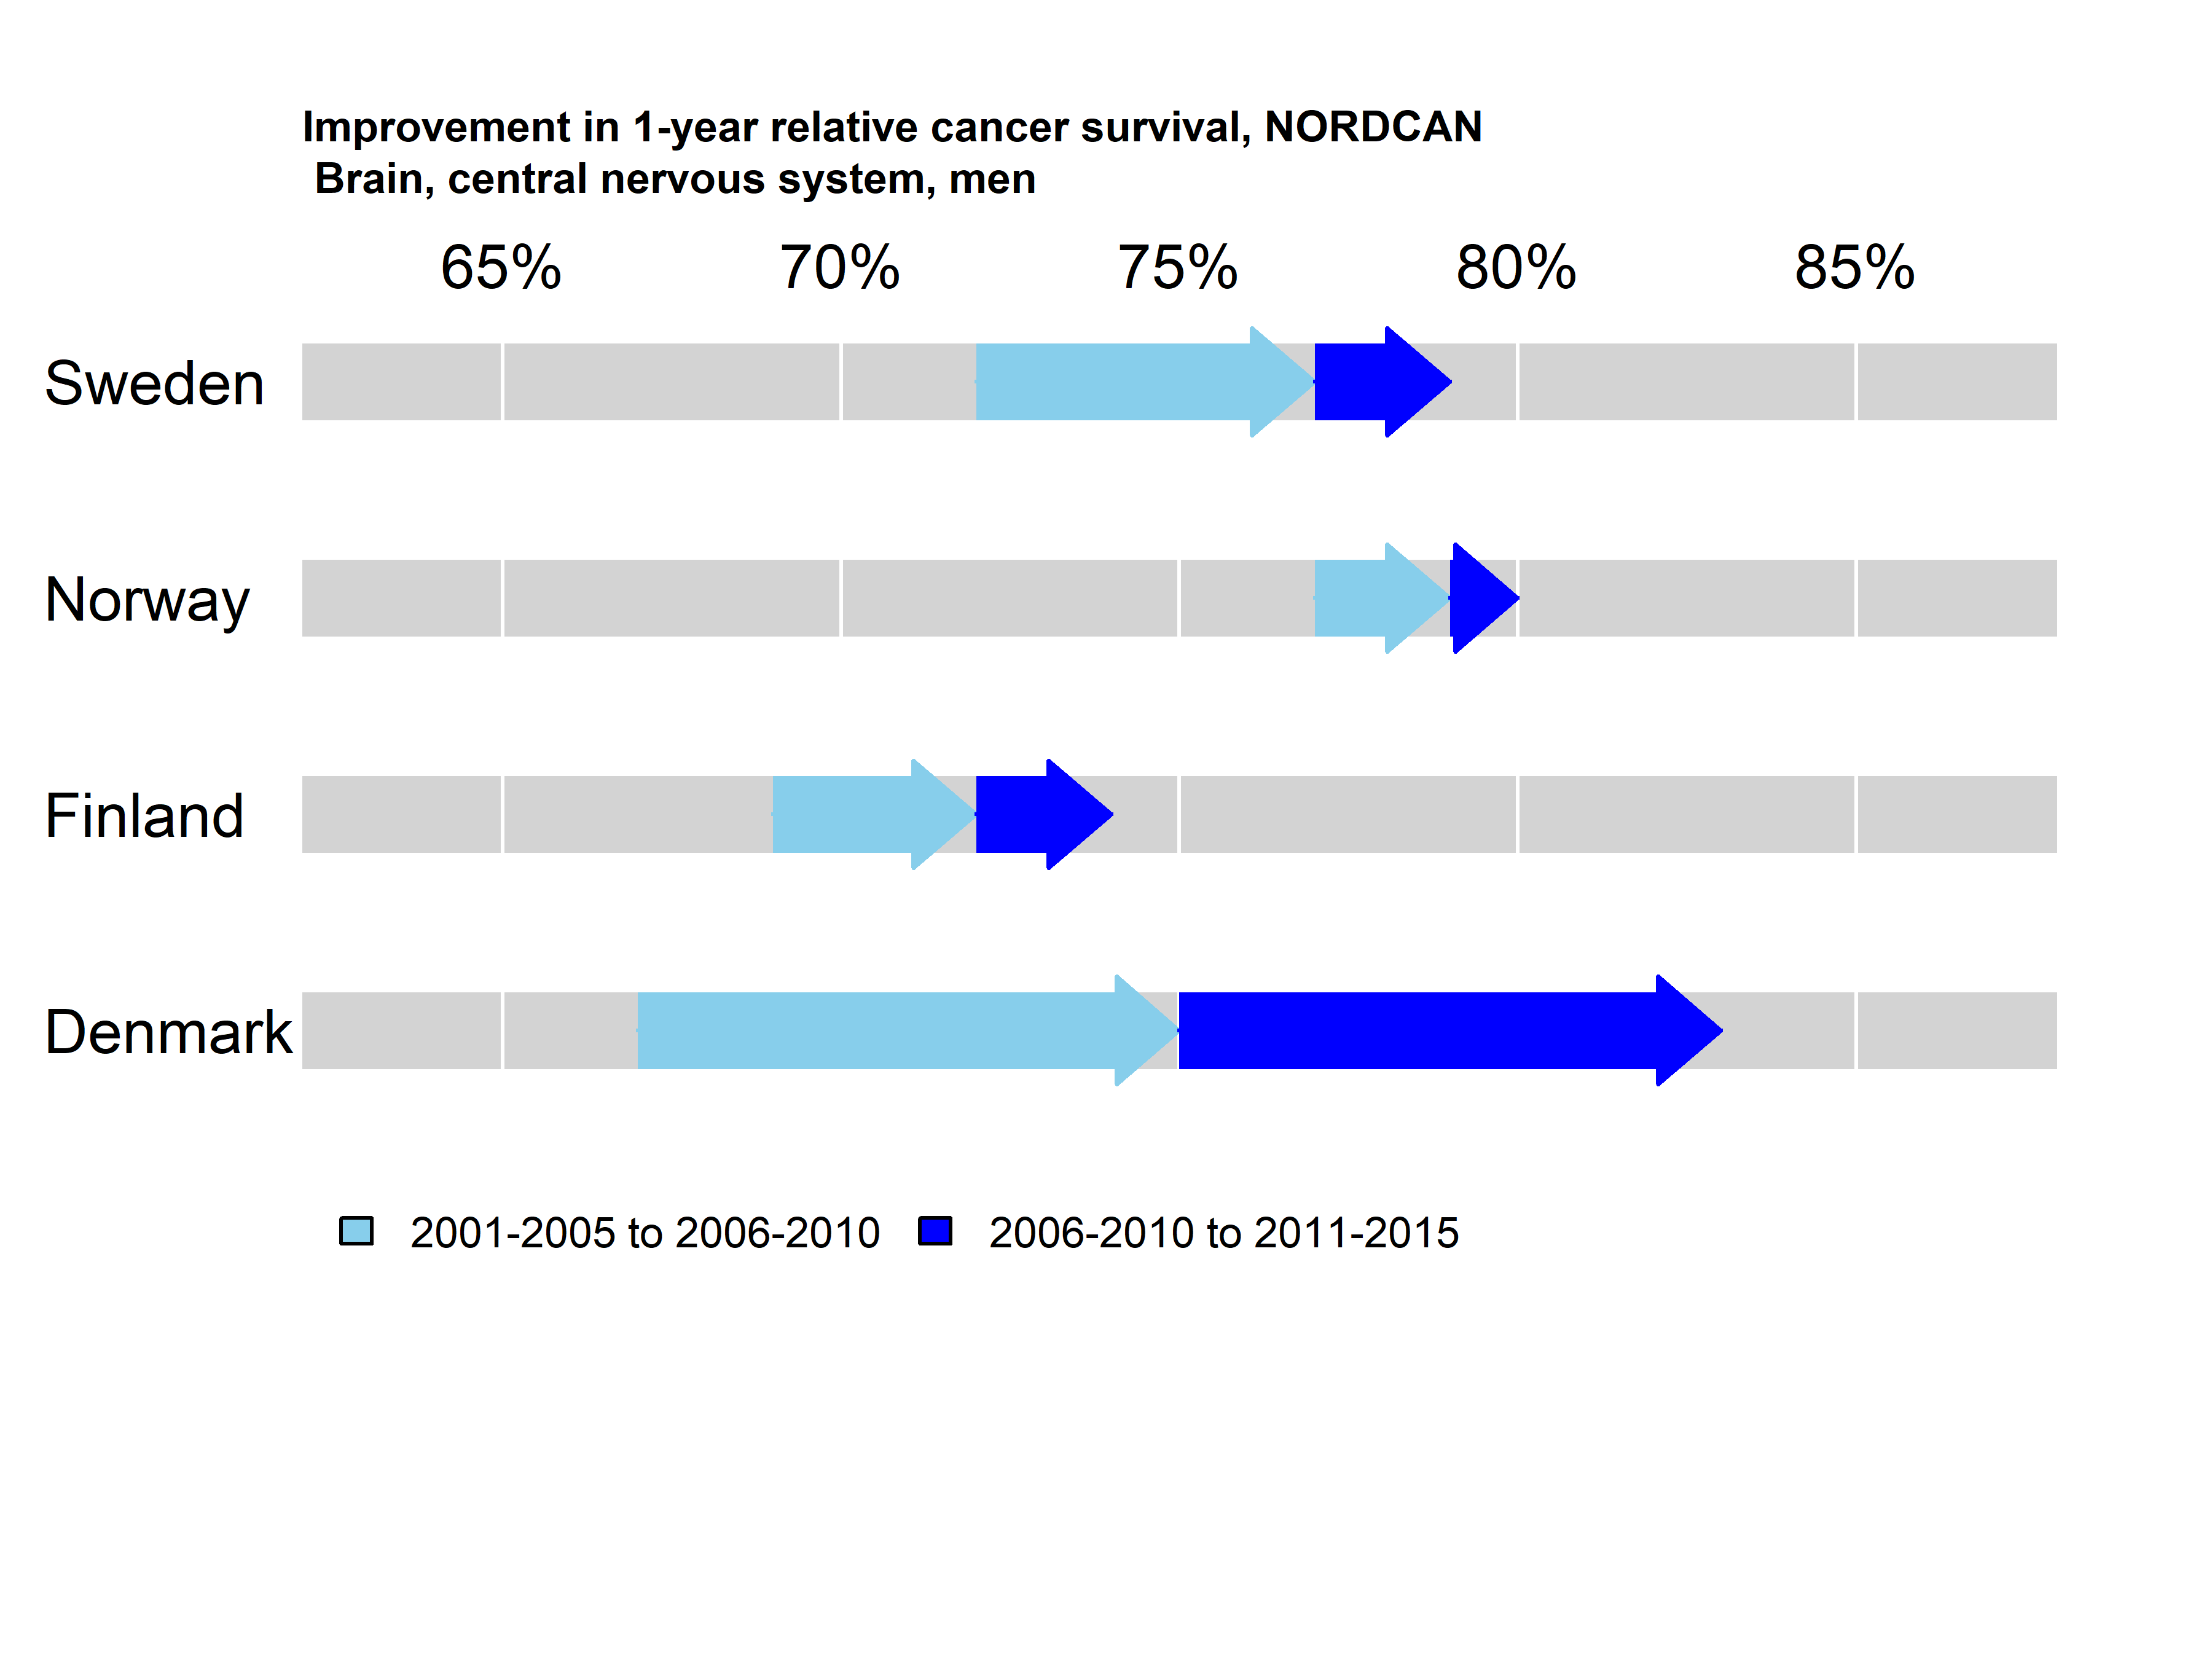 Improvement in 1-year relative cancer survival, NORDCAN
Brain, central nervous system, men
65% 70% 75% 80% 85%
Sweden
Norway
Finland
Denmark
2001-2005 to 2006-2010 2006-2010 to 2011-2015